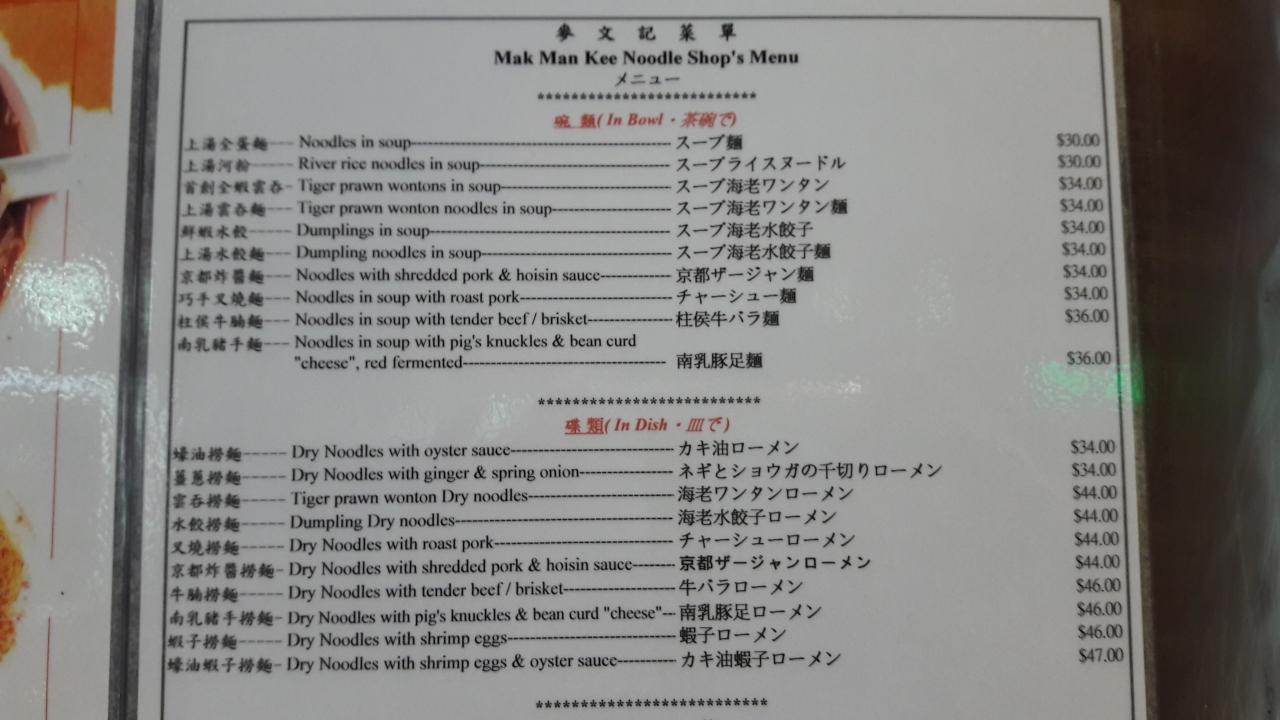 麥文記菜單
Mak Man Kee Noodle Shop's Menu
メニュー
**************************
碗 類( In Bowl・茶碗で)
上湯全蛋麵--- Noodles in soup------------------------------ スープ麺 $30.00
上湯河粉----- River rice noodles in soup---------------------- スープライスヌードル $30.00
首創全蝦雲吞- Tiger prawn wontons in soup-------------------- スープ海老ワンタン $34.00
上湯雲吞麵--- Tiger prawn wonton noodles in soup-------------- スープ海老ワンタン麺 $34.00
鮮蝦水餃----- Dumplings in soup---------------------------- スープ海老水餃子 $34.00
上湯水餃麵--- Dumpling noodles in soup---------------------- スープ海老水餃子麺 $34.00
京都炸醬麵--- Noodles with shredded pork & hoisin sauce-------- 京都ザージャン麺 $34.00
巧手叉燒麵--- Noodles in soup with roast pork------------------ チャーシュー麺 $34.00
柱侯牛腩麵--- Noodles in soup with tender beef / brisket---------- 柱侯牛バラ麺 $36.00
南乳豬手麵--- Noodles in soup with pig's knuckles & bean curd
"cheese", red fermented------------------------ 南乳豚足麺 $36.00
**************************
碟 類( In Dish・皿で)
蠔油撈麵----- Dry Noodles with oyster sauce------------------- カキ油ローメン $34.00
薑蔥撈麵----- Dry Noodles with ginger & spring onion----------- ネギとショウガの千切りローメン $34.00
雲吞撈麵----- Tiger prawn wonton Dry noodles----------------- 海老ワンタンローメン $44.00
水餃撈麵----- Dumpling Dry noodles-------------------------- 海老水餃子ローメン $44.00
叉燒撈麵----- Dry Noodles with roast pork--------------------- チャーシューローメン $44.00
京都炸醬撈麵- Dry Noodles with shredded pork & hoisin sauce----- 京都ザージャンローメン $44.00
牛腩撈麵----- Dry Noodles with tender beef / brisket------------- 牛バラローメン $46.00
南乳豬手撈麵- Dry Noodles with pig's knuckles & bean curd "cheese"-- 南乳豚足ローメン $46.00
蝦子撈麵----- Dry Noodles with shrimp eggs-------------------- 蝦子ローメン $46.00
蠔油蝦子撈麵- Dry Noodles with shrimp eggs & oyster sauce------- カキ油蝦子ローメン $47.00
**************************